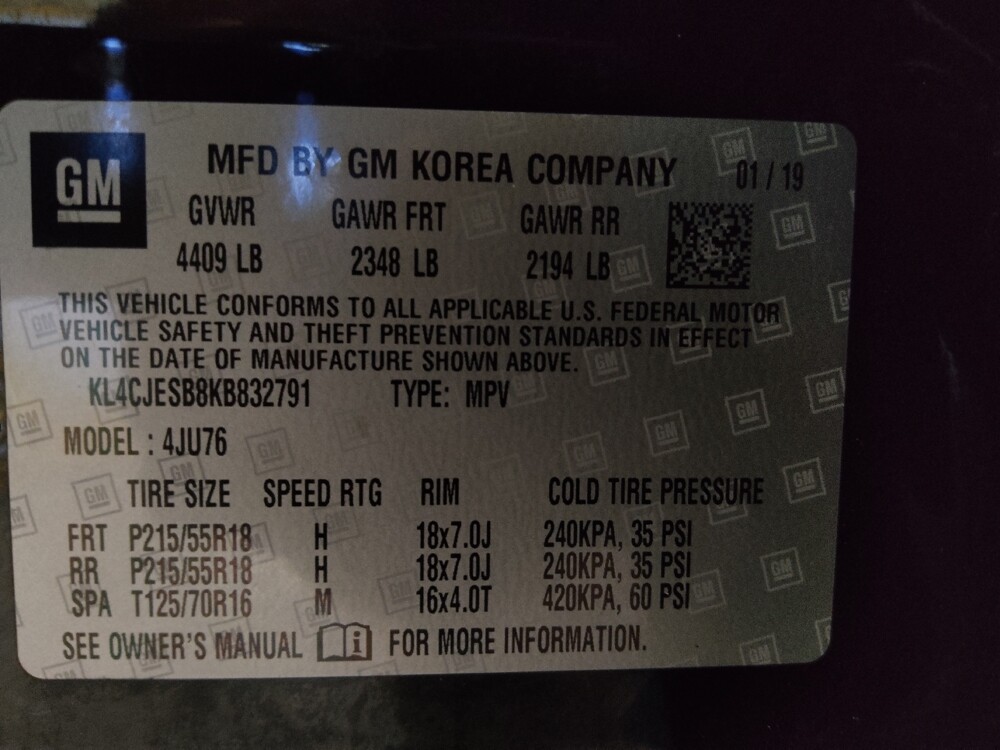 GM
MFD BY GM KOREA COMPANY 01 / 19
GVWR GAWR FRT GAWR RR
4409 LB 2348 LB 2194 LB
THIS VEHICLE CONFORMS TO ALL APPLICABLE U.S. FEDERAL MOTOR
VEHICLE SAFETY AND THEFT PREVENTION STANDARDS IN EFFECT
ON THE DATE OF MANUFACTURE SHOWN ABOVE.
KL4CJESB8KB832791 TYPE: MPV
MODEL : 4JU76
TIRE SIZE SPEED RTG RIM COLD TIRE PRESSURE
FRT P215/55R18 H 18x7.0J 240KPA, 35 PSI
RR P215/55R18 H 18x7.0J 240KPA, 35 PSI
SPA T125/70R16 M 16x4.0T 420KPA, 60 PSI
SEE OWNER'S MANUAL i FOR MORE INFORMATION.